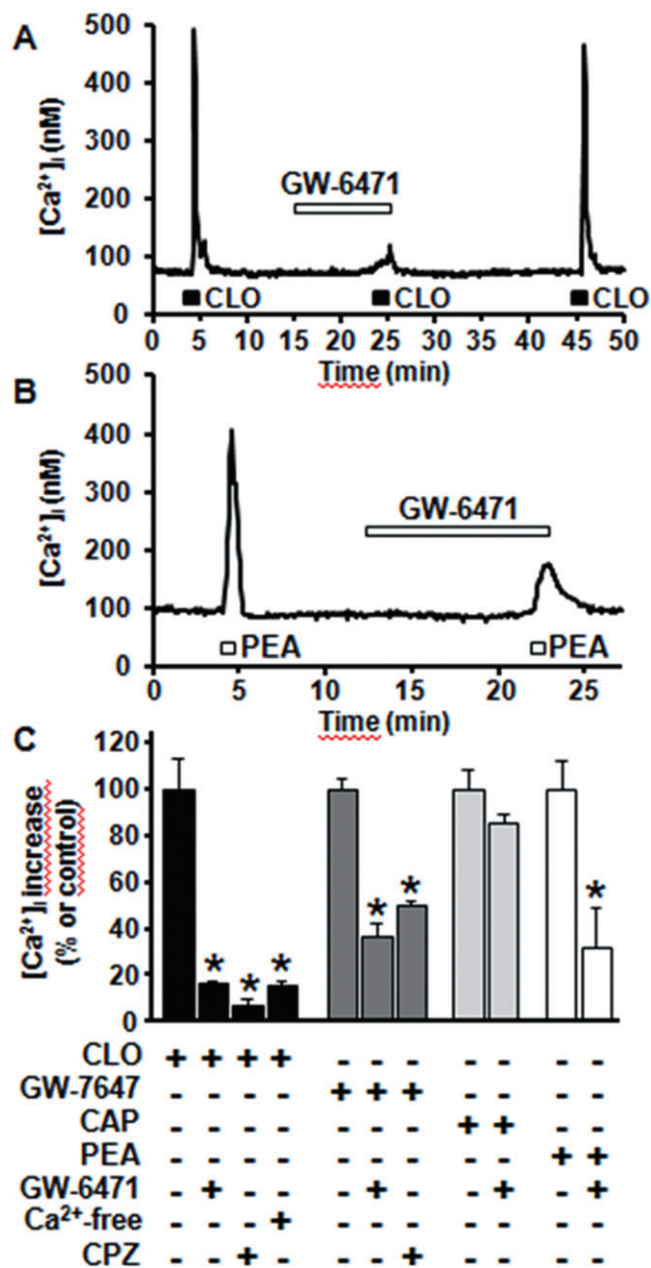 A
500
400
300
200
100
0
[Ca²⁺]ᵢ (nM)
GW-6471
CLO CLO CLO
0 5 10 15 20 25 30 35 40 45 50
Time (min)
B
500
400
300
200
100
0
[Ca²⁺]ᵢ (nM)
GW-6471
PEA PEA
0 5 10 15 20 25
Time (min)
C
120
100
80
60
40
20
0
[Ca²⁺]ᵢ increase
(% or control)
* * * * * *
CLO + + + + - - - - - - -
GW-7647 - - - - + + + - - - -
CAP - - - - - - - + + - -
PEA - - - - - - - - - + +
GW-6471 - + - - - + - - + - +
Ca²⁺-free - - - + - - - - - - -
CPZ - - + - - - + - - - -